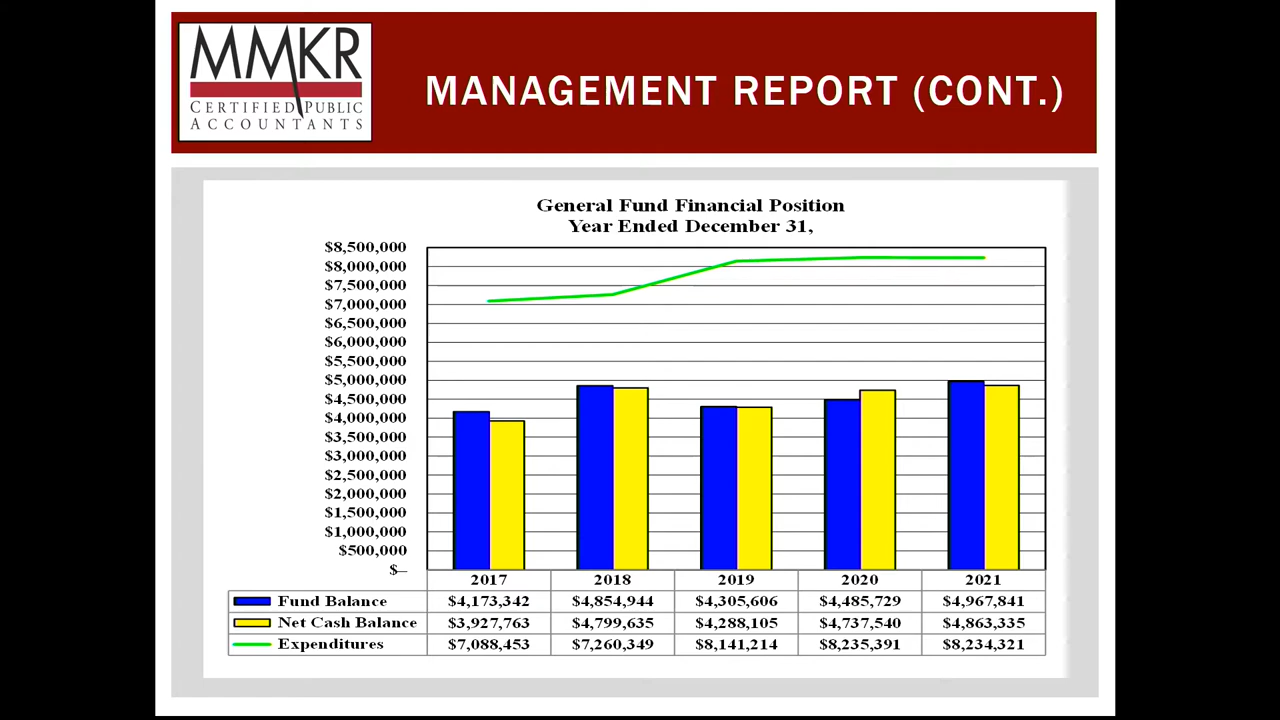 MMKR
CERTIFIED PUBLIC
ACCOUNTANTS
MANAGEMENT REPORT (CONT.)
General Fund Financial Position
Year Ended December 31,
$8,500,000
$8,000,000
$7,500,000
$7,000,000
$6,500,000
$6,000,000
$5,500,000
$5,000,000
$4,500,000
$4,000,000
$3,500,000
$3,000,000
$2,500,000
$2,000,000
$1,500,000
$1,000,000
$500,000
$–
2017 2018 2019 2020 2021
Fund Balance $4,173,342 $4,854,944 $4,305,606 $4,485,729 $4,967,841
Net Cash Balance $3,927,763 $4,799,635 $4,288,105 $4,737,540 $4,863,335
Expenditures $7,088,453 $7,260,349 $8,141,214 $8,235,391 $8,234,321